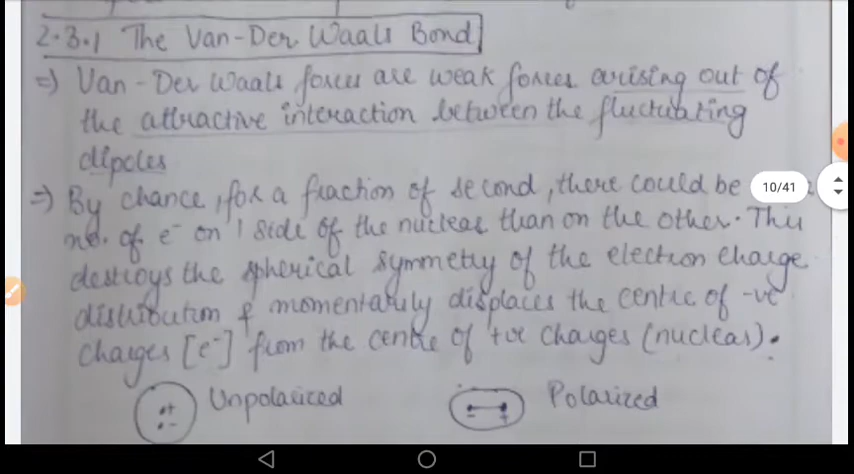 2.3.1 The Van-Der Waals Bond
=) Van-Der Waals forces are weak forces arising out of
the attractive interaction between the fluctuating
dipoles
=) By chance, for a fraction of second, there could be
no. of e- on 1 side of the nuclear than on the other. This
destroys the spherical symmetry of the electron charge
distribution & momentarily displaces the centre of -ve
charges [e-] from the centre of +ve charges (nuclear).
10/41
Unpolarized
Polarized